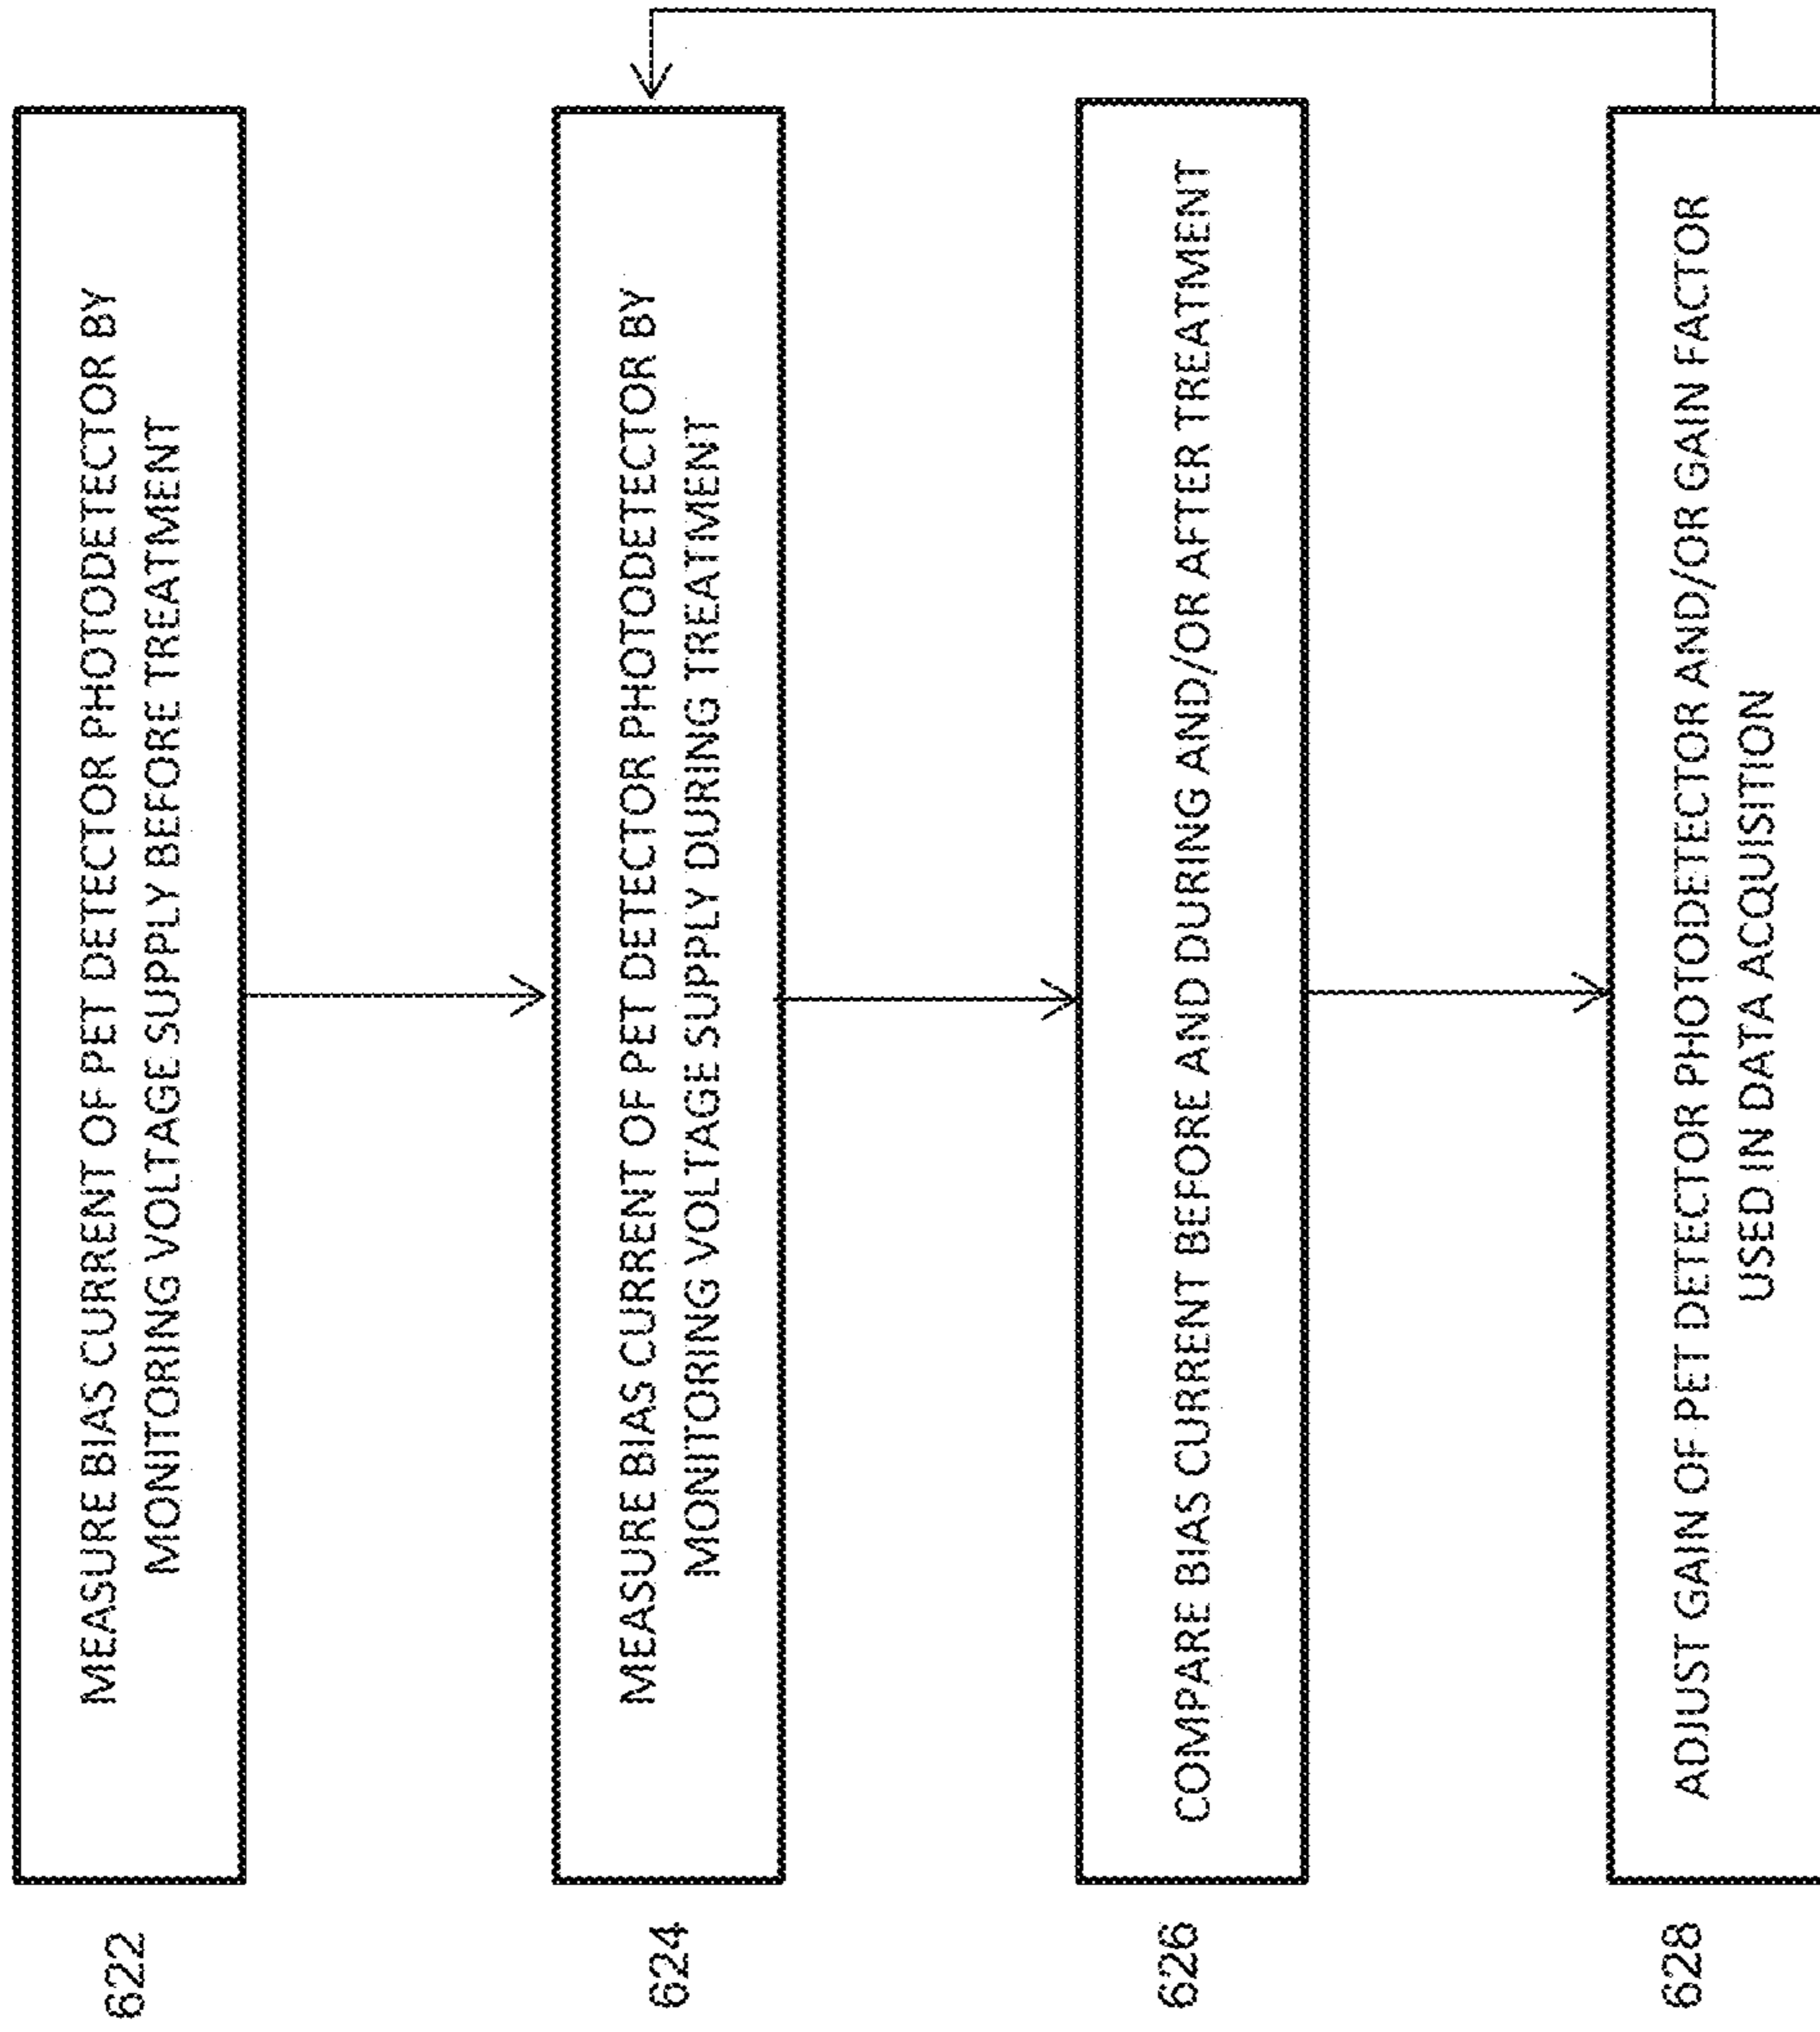 622
MEASURE BIAS CURRENT OF PET DETECTOR PHOTODETECTOR BY
MONITORING VOLTAGE SUPPLY BEFORE TREATMENT
624
MEASURE BIAS CURRENT OF PET DETECTOR PHOTODETECTOR BY
MONITORING VOLTAGE SUPPLY DURING TREATMENT
626
COMPARE BIAS CURRENT BEFORE AND DURING AND/OR AFTER TREATMENT
628
ADJUST GAIN OF PET DETECTOR PHOTODETECTOR AND/OR GAIN FACTOR
USED IN DATA ACQUISITION